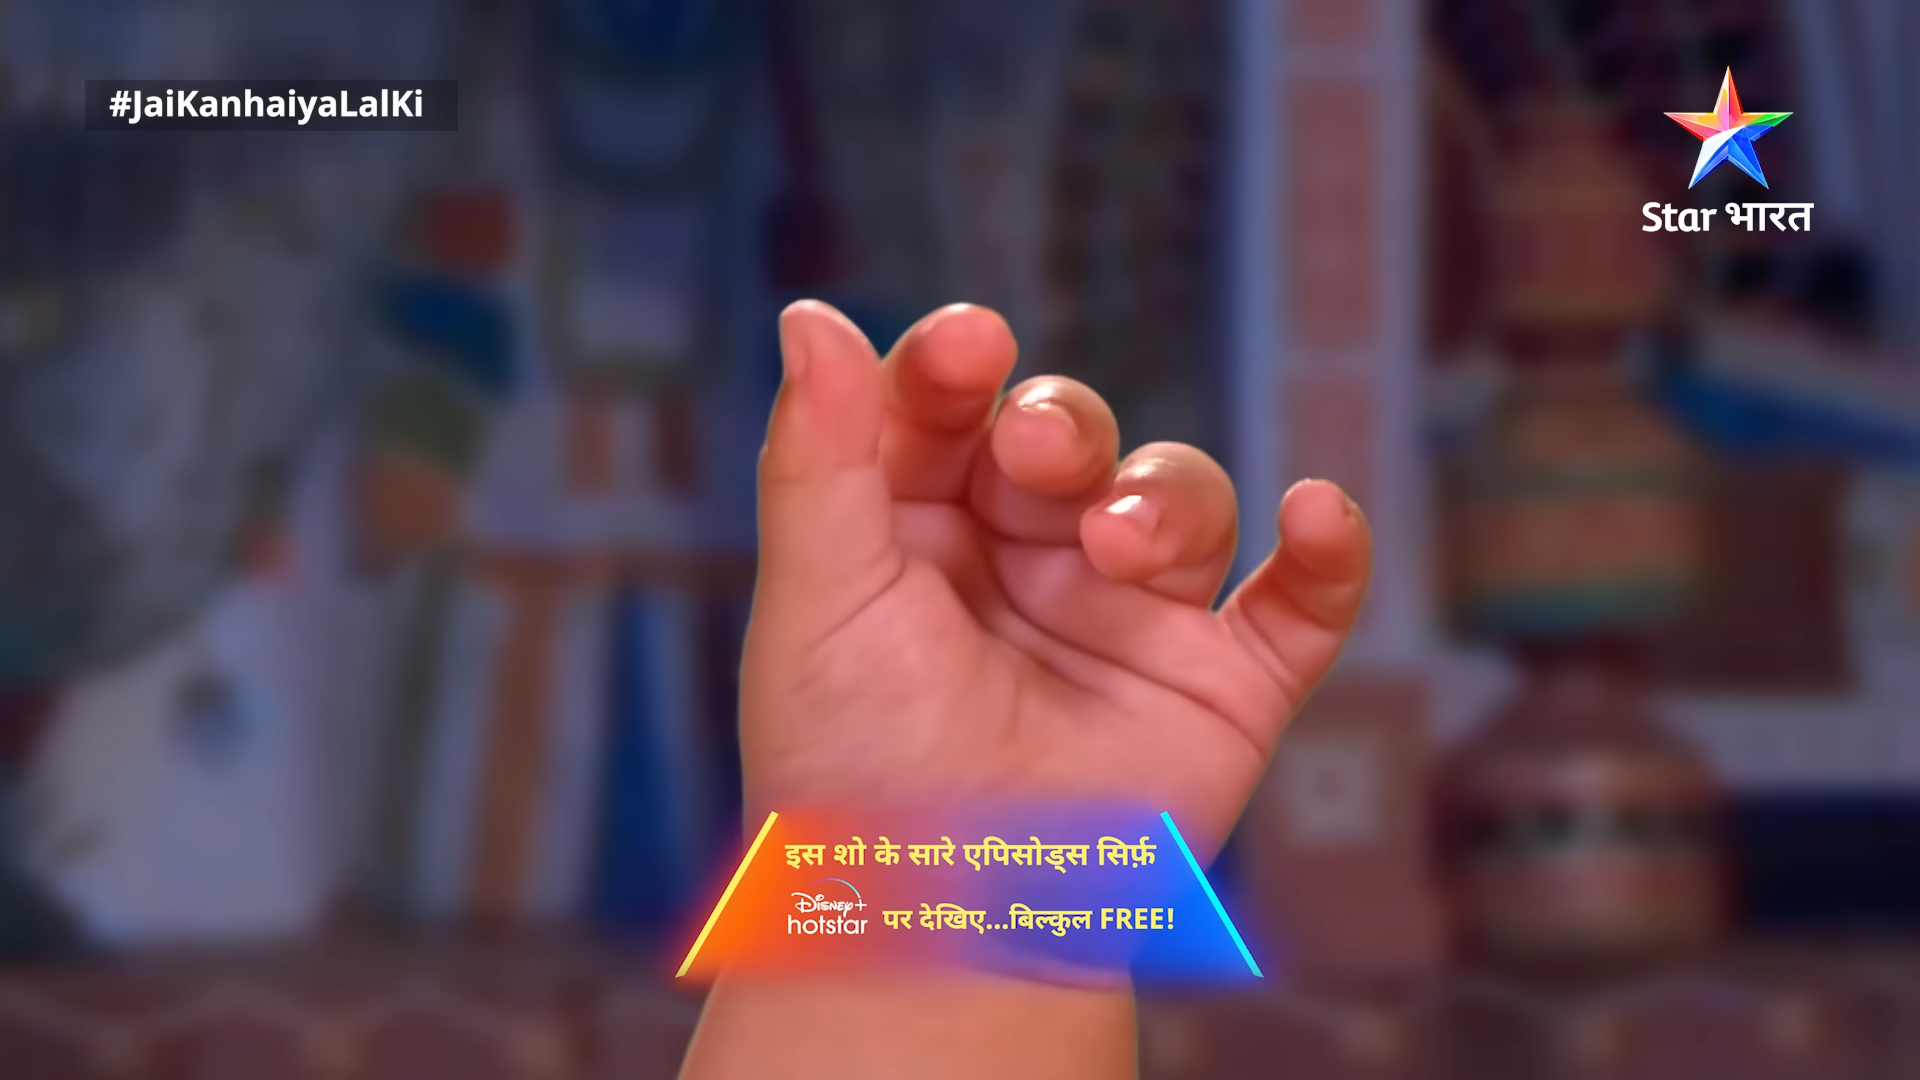 #JaiKanhaiyaLalKi
Star भारत
इस शो के सारे एपिसोड्स सिर्फ़
Disney+ hotstar पर देखिए...बिल्कुल FREE!